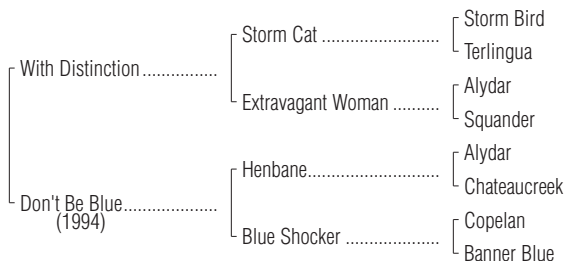 Storm Bird
Storm Cat ........................
Terlingua
With Distinction ...............
Alydar
Extravagant Woman ..........
Squander
Alydar
Henbane...........................
Chateaucreek
Don't Be Blue...................
(1994)
Copelan
Blue Shocker ...................
Banner Blue